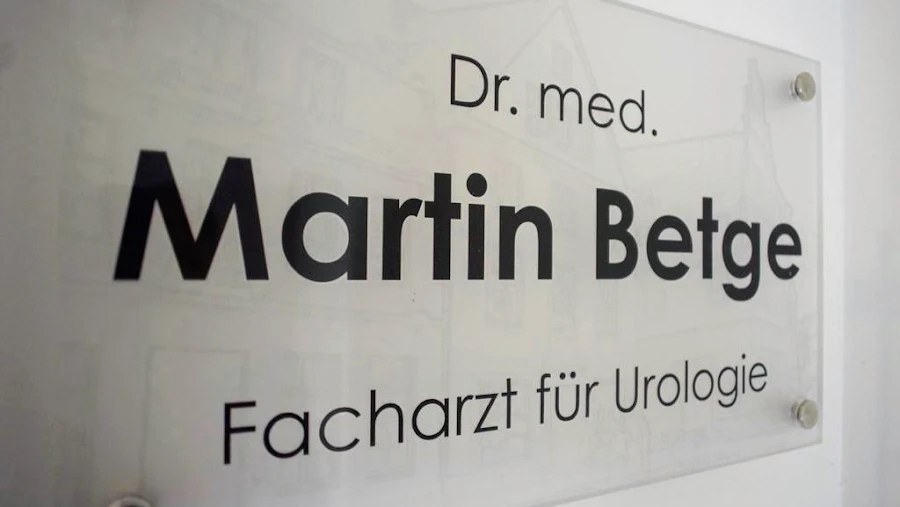 Dr. med.
Martin Betge
Facharzt für Urologie